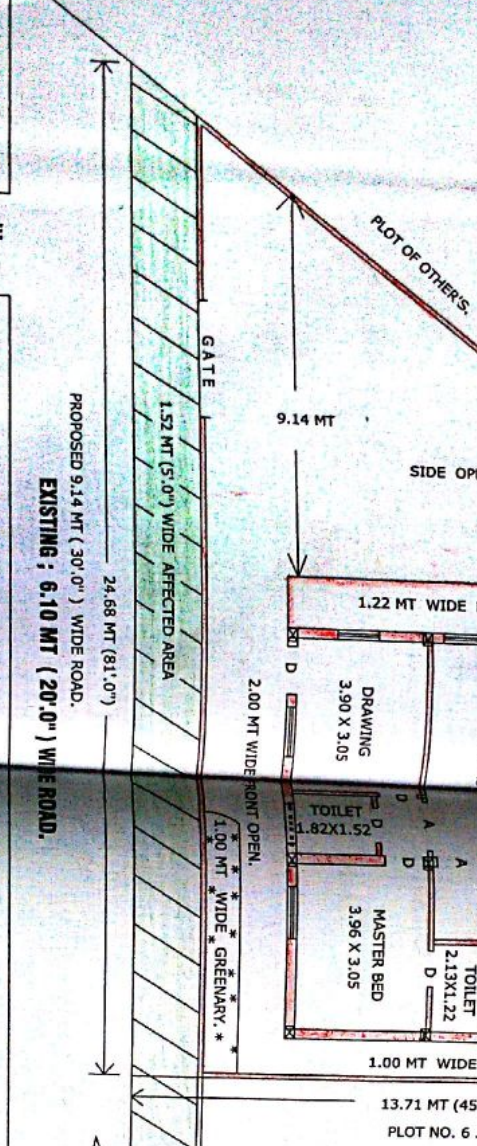 PLOT OF OTHER'S.
GATE
9.14 MT
SIDE
1.22 MT WIDE
1.52 MT (5'.0") WIDE AFFECTED AREA
24.68 MT (81'.0")
PROPOSED 9.14 MT ( 30'.0" ) WIDE ROAD.
EXISTING ; 6.10 MT ( 20'.0" ) WIDE ROAD.
2.00 MT WIDE FRONT OPEN.
1.00 MT WIDE GREENARY.
D
DRAWING
3.90 X 3.05
D
A
A
D
TOILET
1.82X1.52
MASTER BED
3.96 X 3.05
D
TOILET
2.13X1.22
1.00 MT WIDE
13.71 MT (45
PLOT NO. 6